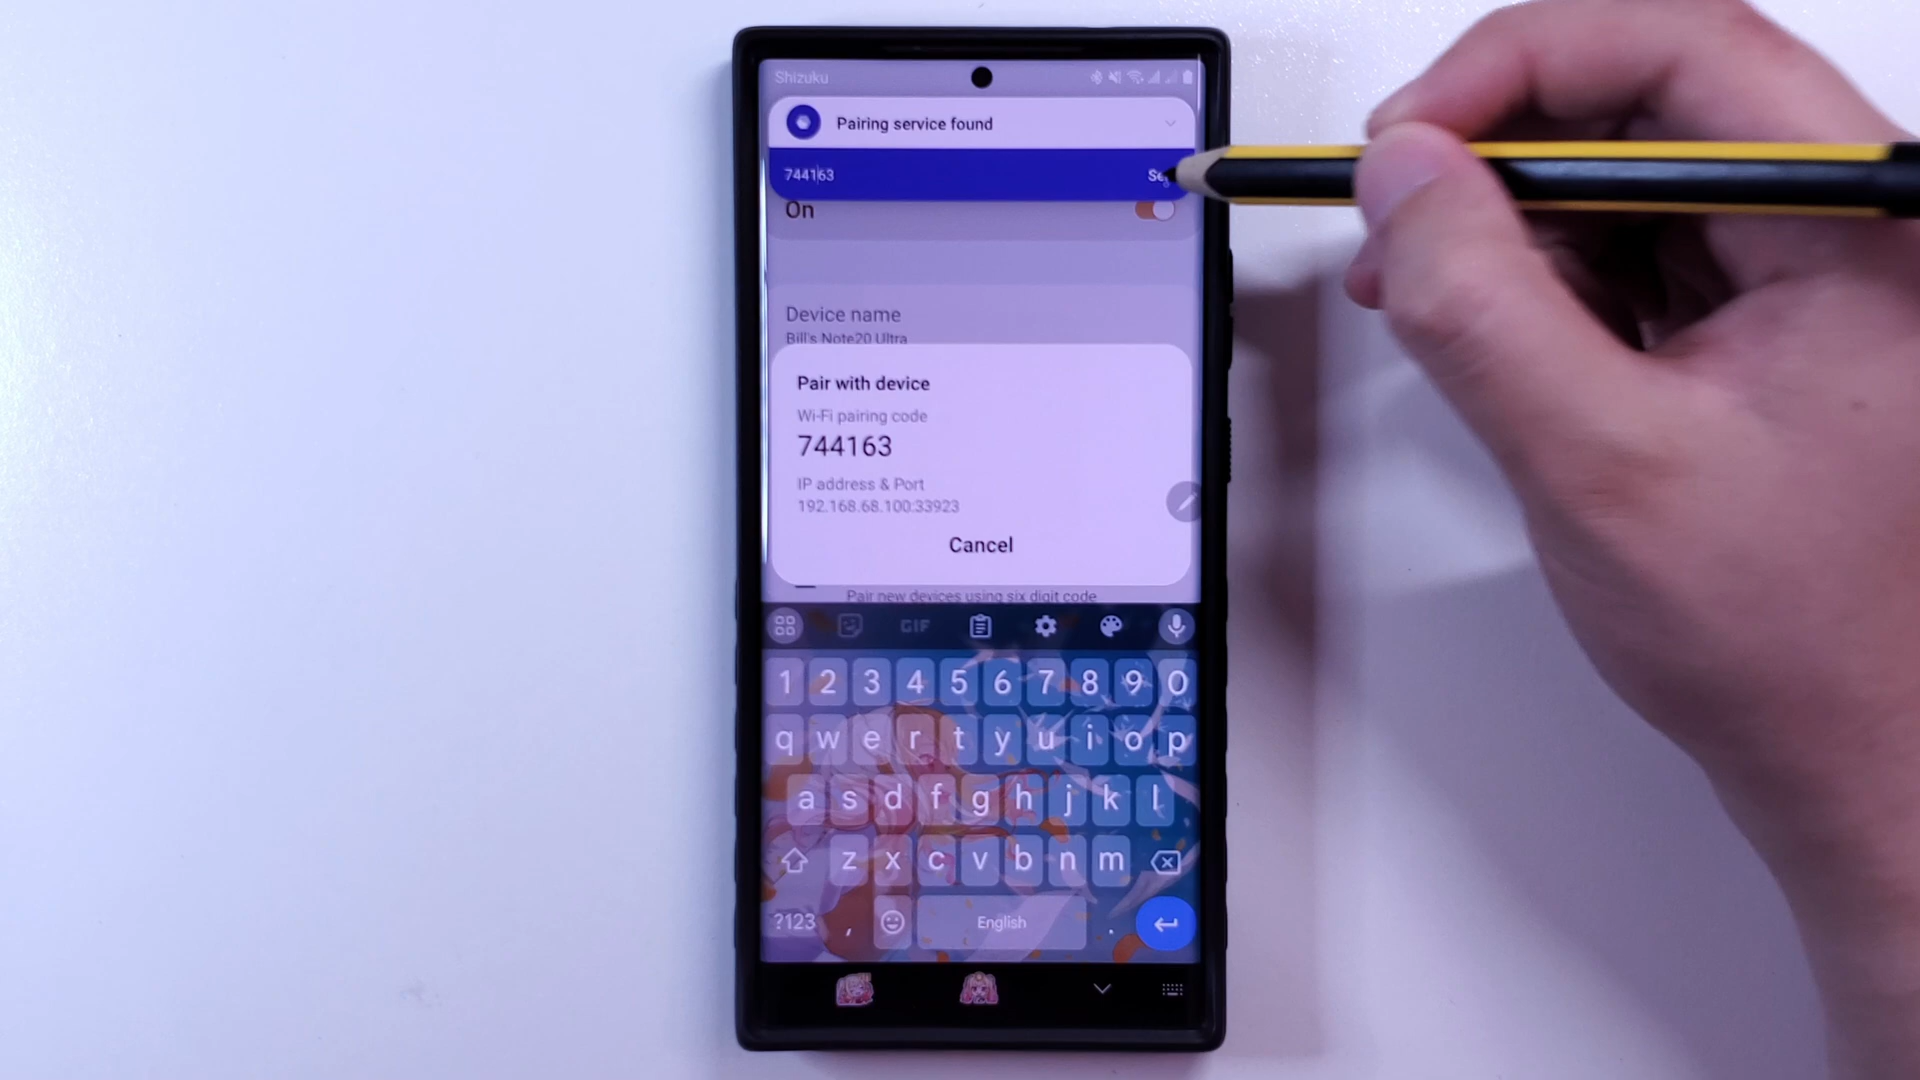 Shizuku
Pairing service found
744163
On
Device name
Bill's Note20 Ultra
Pair with device
Wi-Fi pairing code
744163
IP address & Port
192.168.68.100:33923
Cancel
Pair new devices using six digit code
GIF
1 2 3 4 5 6 7 8 9 0
q w e r t y u i o p
a s d f g h j k l
z x c v b n m
?123 , English .